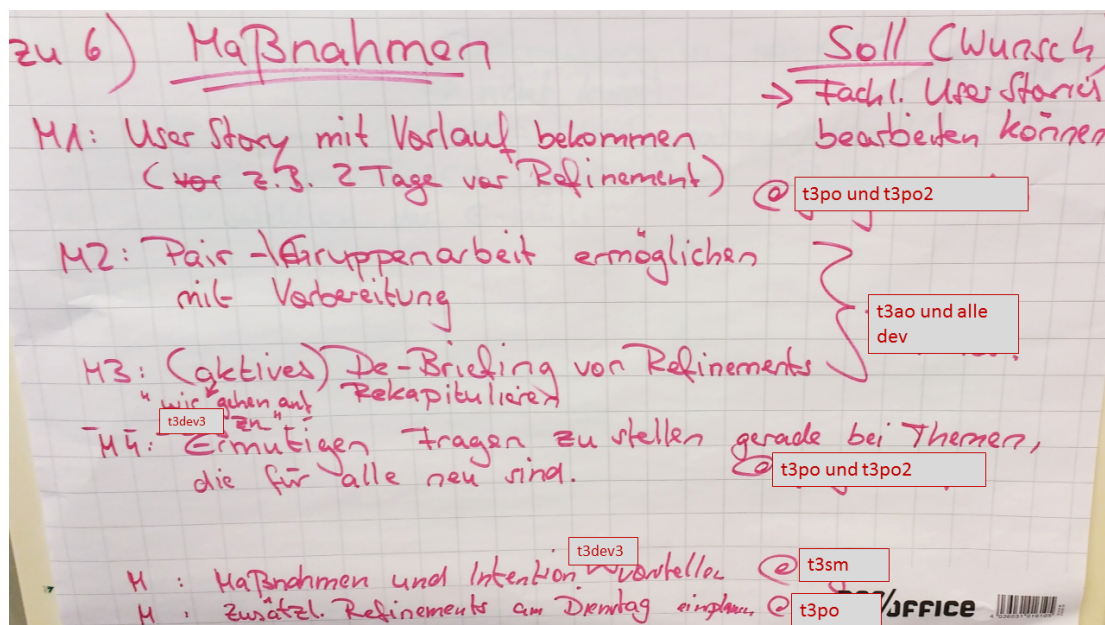 zu 6) Maßnahmen
Soll (Wunsch
→ Fachl. User Stories
bearbeiten können
M1: User Story mit Vorlauf bekommen
(vor z.B. 2 Tage vor Refinement)
@ t3po und t3po2
M2: Pair-/Gruppenarbeit ermöglichen
mit Vorbereitung
t3ao und alle
dev
M3: (aktives) De-Briefing von Refinements
Rekapitulieren
"wir gehen auf
t3dev3 zu"
M4: Ermutigen Fragen zu stellen gerade bei Themen,
die für alle neu sind.
@ t3po und t3po2
t3dev3
M : Maßnahmen und Intention vorstellen @ t3sm
M : zusätzl. Refinements am Dienstag einplanen @ t3po
OFFICE